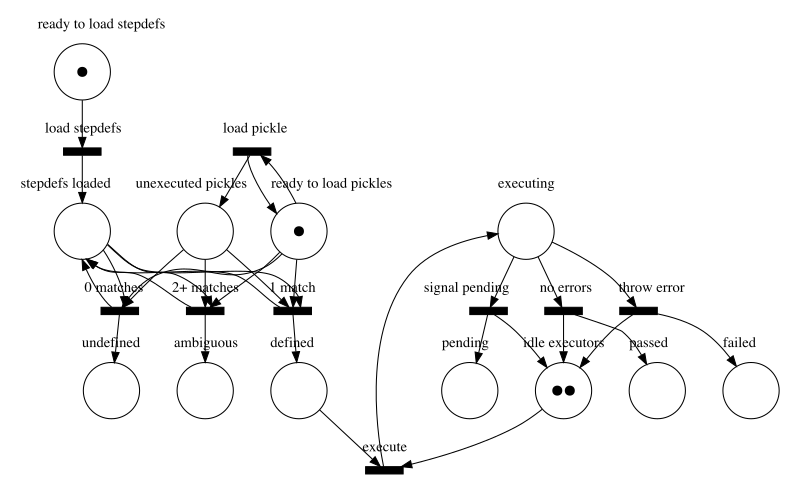 ready to load stepdefs
load stepdefs
load pickle
stepdefs loaded
unexecuted pickles
ready to load pickles
executing
0 matches
2+ matches
1 match
signal pending
no errors
throw error
undefined
ambiguous
defined
pending
idle executors
passed
failed
execute